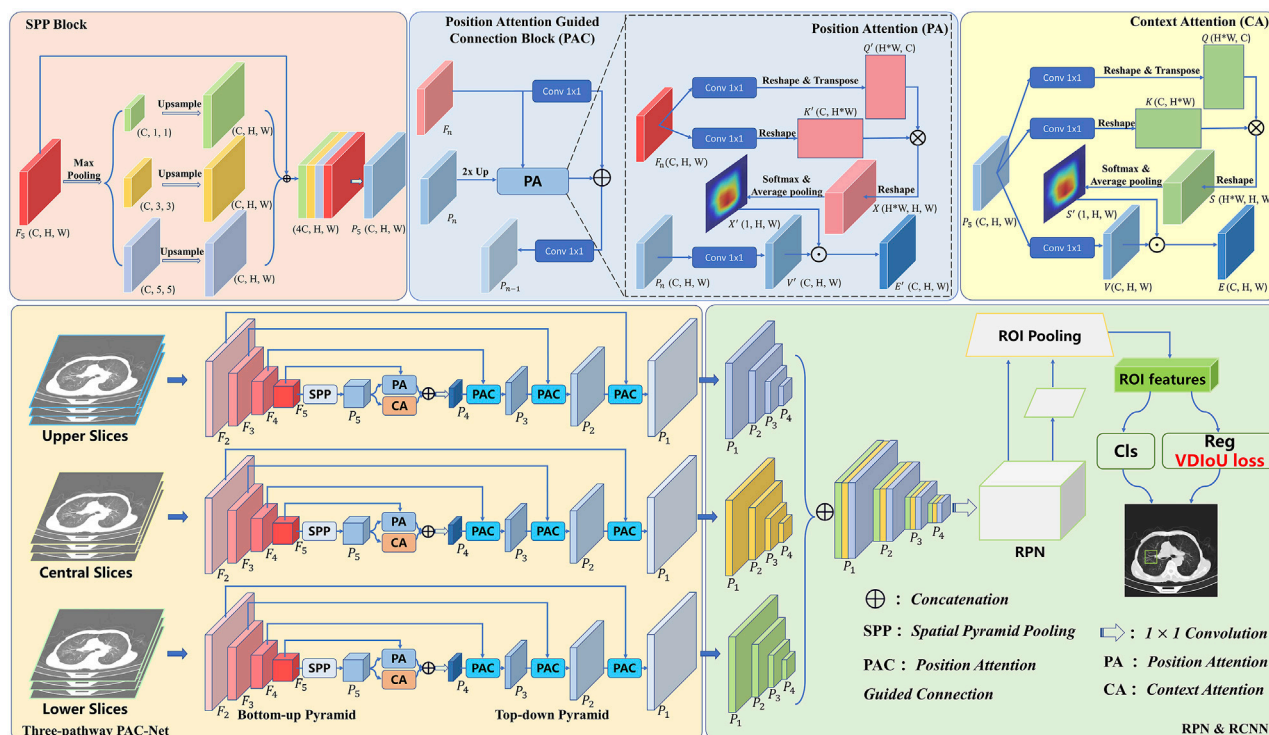 SPP Block
Upsample
(C, 1, 1)
(C, H, W)
Max
Pooling
Upsample
(C, 3, 3)
(C, H, W)
F5 (C, H, W)
(4C, H, W)
P5 (C, H, W)
Upsample
(C, 5, 5)
(C, H, W)
Position Attention Guided
Connection Block (PAC)
Fn
Conv 1x1
2x Up
PA
Pn
Conv 1x1
Pn−1
Position Attention (PA)
Q′ (H*W, C)
Conv 1x1
Reshape & Transpose
K′ (C, H*W)
Conv 1x1
Reshape
Fn(C, H, W)
Softmax &
Average pooling
Reshape
X (H*W, H, W)
X′ (1, H, W)
Conv 1x1
Pn (C, H, W)
V′ (C, H, W)
E′ (C, H, W)
Context Attention (CA)
Q (H*W, C)
Conv 1x1
Reshape & Transpose
K (C, H*W)
Conv 1x1
Reshape
P5 (C, H, W)
Softmax &
Average pooling
Reshape
S (H*W, H, W)
S′ (1, H, W)
Conv 1x1
V(C, H, W)
E (C, H, W)
Upper Slices
F2
F3
F4
F5
SPP
P5
PA
CA
P4
PAC
P3
PAC
P2
PAC
P1
Central Slices
F2
F3
F4
F5
SPP
P5
PA
CA
P4
PAC
P3
PAC
P2
PAC
P1
Lower Slices
F2
F3
F4
F5
SPP
P5
PA
CA
P4
PAC
P3
PAC
P2
PAC
P1
Three-pathway PAC-Net
Bottom-up Pyramid
Top-down Pyramid
P1
P2
P3
P4
P1
P2
P3
P4
P1
P2
P3
P4
P1
P2
P3
P4
ROI Pooling
RPN
ROI features
Cls
Reg
VDIoU loss
: Concatenation
SPP : Spatial Pyramid Pooling
PAC : Position Attention
Guided Connection
: 1 × 1 Convolution
PA : Position Attention
CA : Context Attention
RPN & RCNN